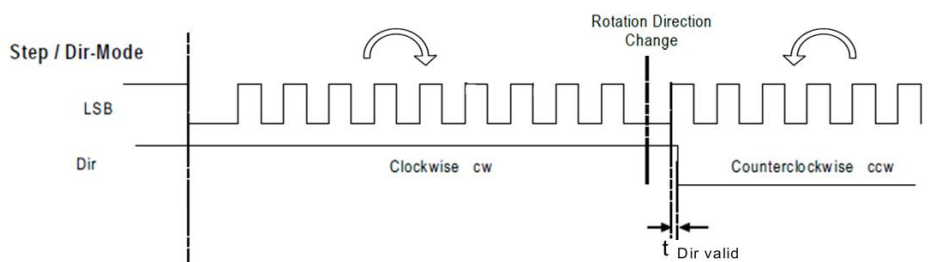 Rotation Direction
Change
Step / Dir-Mode
LSB
Dir
Clockwise cw
Counterclockwise ccw
t Dir valid